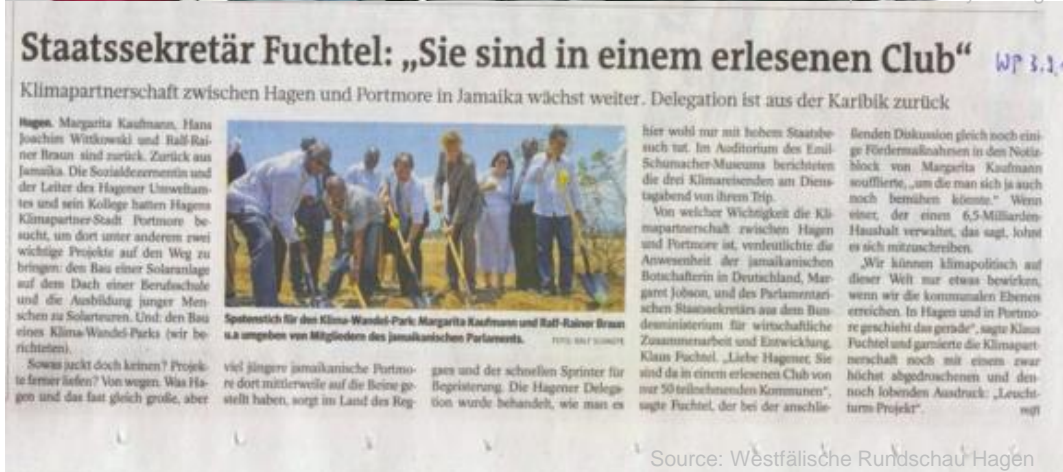 Staatssekretär Fuchtel: „Sie sind in einem erlesenen Club“
WP 3.
Klimapartnerschaft zwischen Hagen und Portmore in Jamaika wächst weiter. Delegation ist aus der Karibik zurück
Hagen. Margarita Kaufmann, Hans
Joachim Wittkowski und Ralf-Rai-
ner Braun sind zurück. Zurück aus
Jamaika. Die Sozialdezernentin und
der Leiter des Hagener Umweltam-
tes und sein Kollege hatten Hagens
Klimapartner-Stadt Portmore be-
sucht, um dort unter anderem zwei
wichtige Projekte auf den Weg zu
bringen: den Bau einer Solaranlage
auf dem Dach einer Berufsschule
und die Ausbildung junger Men-
schen zu Solarteuren. Und: den Bau
eines Klima-Wandel-Parks (wir be-
richteten).
Sowas juckt doch keinen? Projek-
te ferner liefen? Von wegen. Was Ha-
gen und das fast gleich große, aber
Spatenstich für den Klima-Wandel-Park: Margarita Kaufmann und Ralf-Rainer Braun
u.a umgeben von Mitgliedern des jamaikanischen Parlaments.
FOTO: RALF
viel jüngere jamaikanische Portmo-
re dort mittlerweile auf die Beine ge-
stellt haben, sorgt im Land des Reg-
gaes und der schnellen Sprinter für
Begeisterung. Die Hagener Delega-
tion wurde behandelt, wie man es
hier wohl nur mit hohem Staatsbe-
such tut. Im Auditorium des Emil-
Schumacher-Museums berichteten
die drei Klimareisenden am Diens-
tagabend von ihrem Trip.
Von welcher Wichtigkeit die Kli-
mapartnerschaft zwischen Hagen
und Portmore ist, verdeutlichte die
Anwesenheit der jamaikanischen
Botschafterin in Deutschland, Mar-
garet Jobson, und des Parlamentari-
schen Staatssekretärs aus dem Bun-
desministerium für wirtschaftliche
Zusammenarbeit und Entwicklung,
Klaus Fuchtel. „Liebe Hagener, Sie
sind da in einem erlesenen Club von
nur 50 teilnehmenden Kommunen“,
sagte Fuchtel, der bei der anschlie-
ßenden Diskussion gleich noch eini-
ge Fördermaßnahmen in den Notiz-
block von Margarita Kaufmann
soufflierte, „um die man sich ja auch
noch bemühen könnte.“ Wenn
einer, der einen 6,5-Milliarden-
Haushalt verwaltet, das sagt, lohnt
es sich mitzuschreiben.
„Wir können klimapolitisch auf
dieser Welt nur etwas bewirken,
wenn wir die kommunalen Ebenen
erreichen. In Hagen und in Portmo-
re geschieht das gerade“, sagte Klaus
Fuchtel und garnierte die Klimapart-
nerschaft noch mit einem zwar
höchst abgedroschenen und den-
noch lobenden Ausdruck: „Leucht-
turm Projekt“.
Source: Westfälische Rundschau Hagen